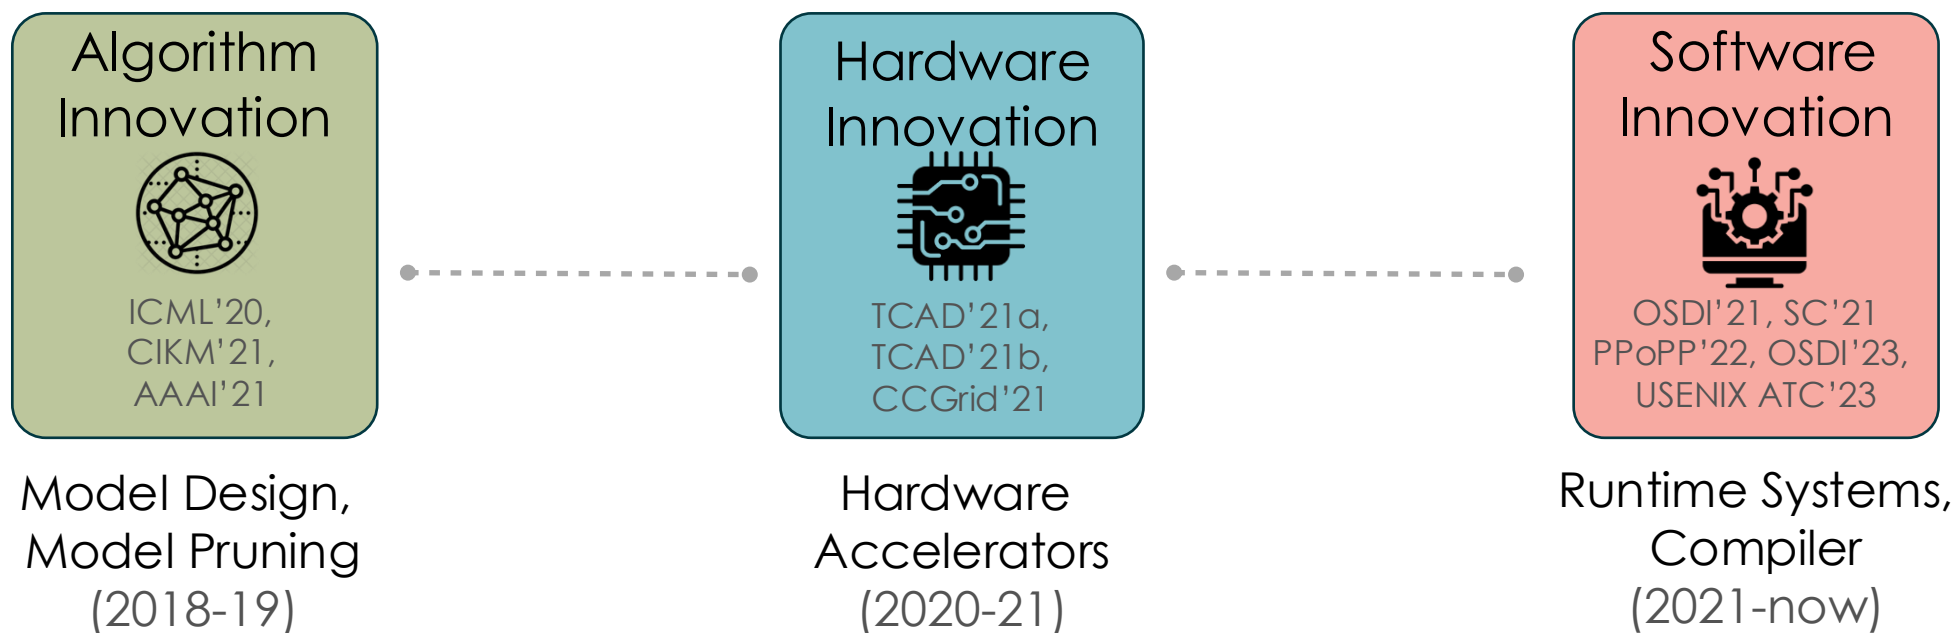 Algorithm
Innovation
ICML’20,
CIKM’21,
AAAI’21
Model Design,
Model Pruning
(2018-19)
Hardware
Innovation
TCAD’21a,
TCAD’21b,
CCGrid’21
Hardware
Accelerators
(2020-21)
Software
Innovation
OSDI’21, SC’21
PPoPP’22, OSDI’23,
USENIX ATC’23
Runtime Systems,
Compiler
(2021-now)